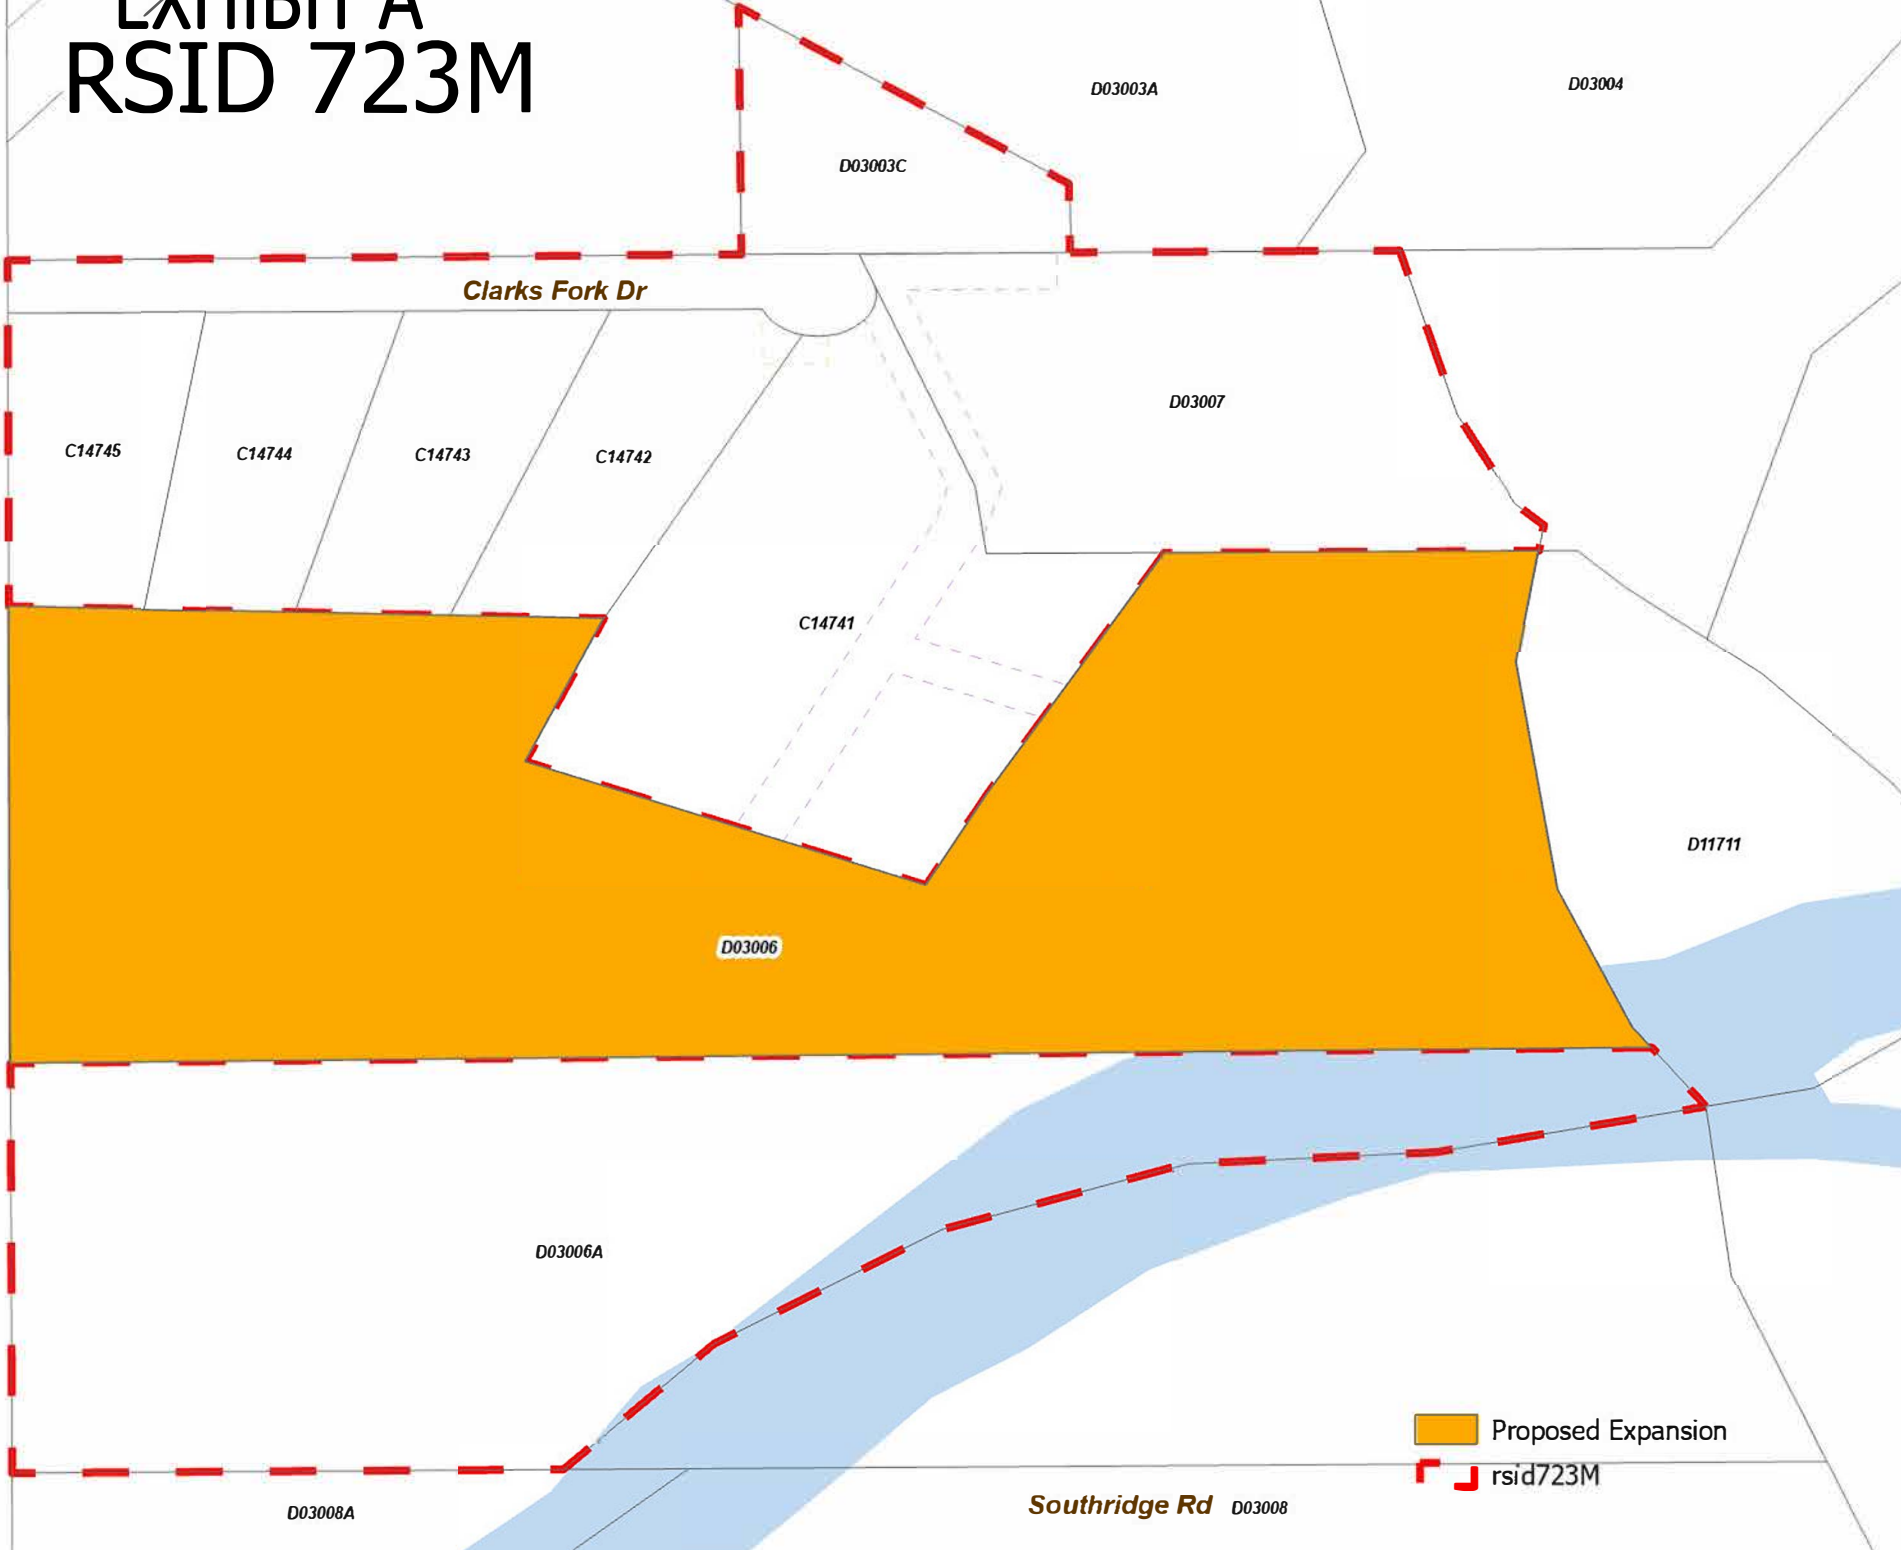 EXHIBIT A
RSID 723M
D03003A
D03004
D03003C
Clarks Fork Dr
D03007
C14745
C14744
C14743
C14742
C14741
D11711
D03006
D03006A
Proposed Expansion
rsid723M
Southridge Rd
D03008
D03008A